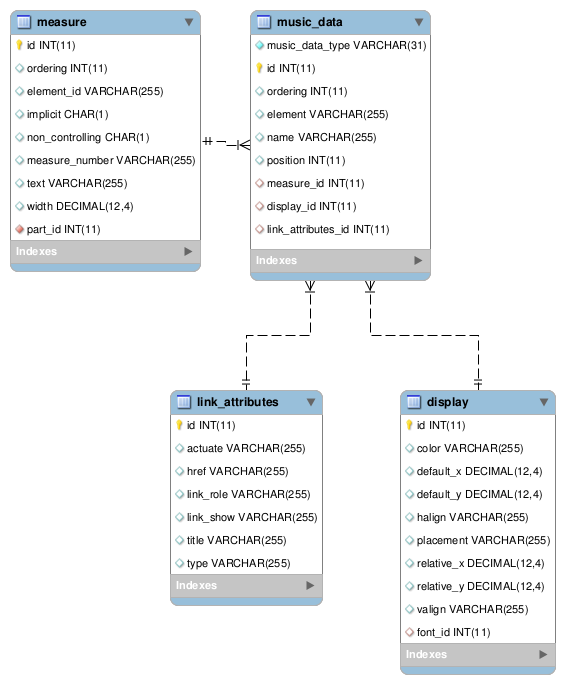 measure
id INT(11)
ordering INT(11)
element_id VARCHAR(255)
implicit CHAR(1)
non_controlling CHAR(1)
measure_number VARCHAR(255)
text VARCHAR(255)
width DECIMAL(12,4)
part_id INT(11)
Indexes
music_data
music_data_type VARCHAR(31)
id INT(11)
ordering INT(11)
element VARCHAR(255)
name VARCHAR(255)
position INT(11)
measure_id INT(11)
display_id INT(11)
link_attributes_id INT(11)
Indexes
link_attributes
id INT(11)
actuate VARCHAR(255)
href VARCHAR(255)
link_role VARCHAR(255)
link_show VARCHAR(255)
title VARCHAR(255)
type VARCHAR(255)
Indexes
display
id INT(11)
color VARCHAR(255)
default_x DECIMAL(12,4)
default_y DECIMAL(12,4)
halign VARCHAR(255)
placement VARCHAR(255)
relative_x DECIMAL(12,4)
relative_y DECIMAL(12,4)
valign VARCHAR(255)
font_id INT(11)
Indexes